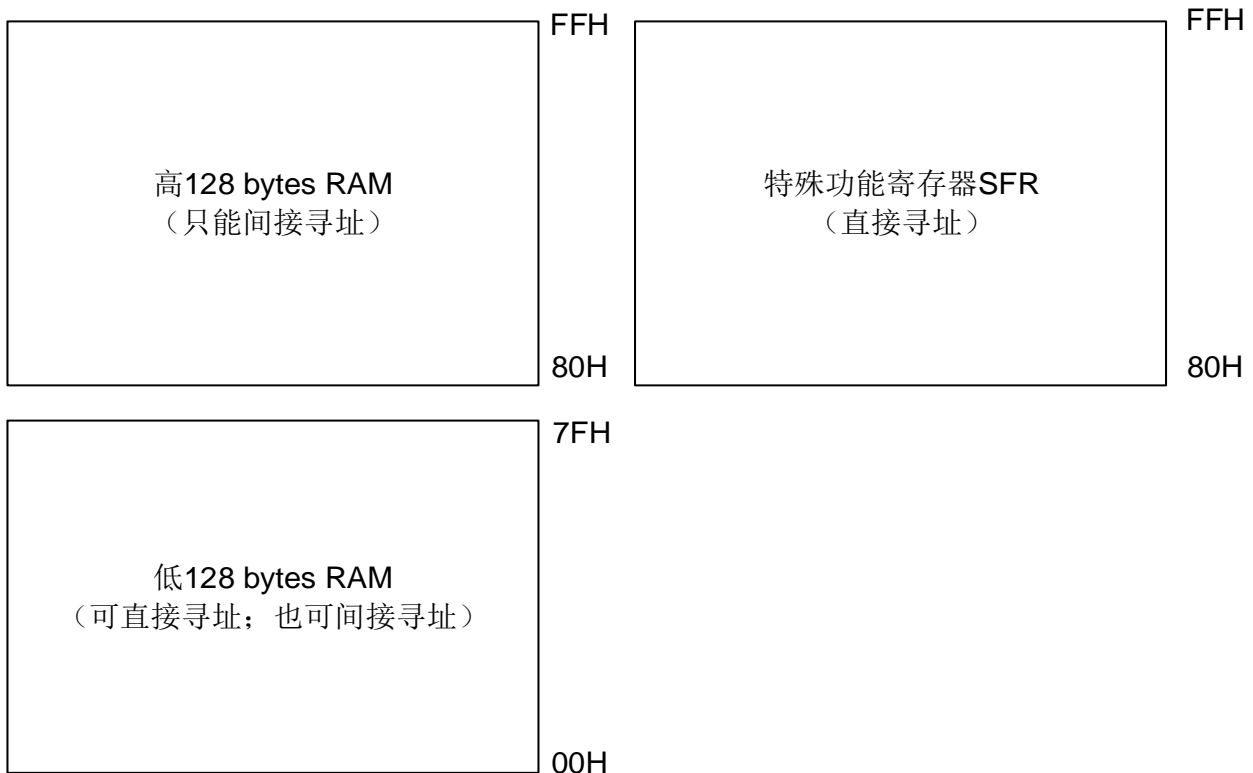 FFH
FFH
高128 bytes RAM
（只能间接寻址）
特殊功能寄存器SFR
（直接寻址）
80H
80H
7FH
低128 bytes RAM
（可直接寻址；也可间接寻址）
00H